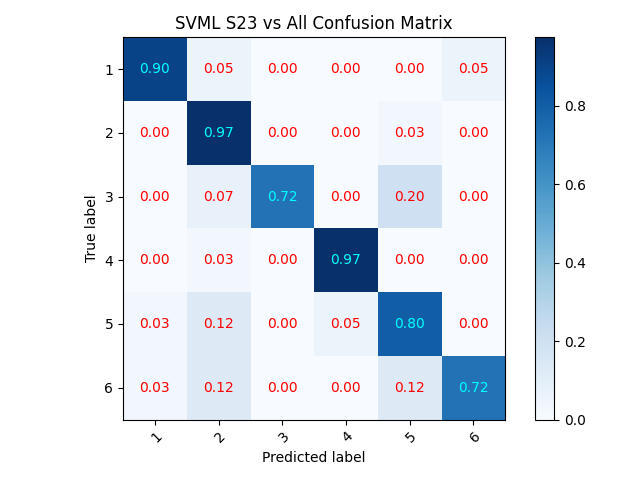 SVML S23 vs All Confusion Matrix
1 0.90 0.05 0.00 0.00 0.00 0.05
2 0.00 0.97 0.00 0.00 0.03 0.00
3 0.00 0.07 0.72 0.00 0.20 0.00
4 0.00 0.03 0.00 0.97 0.00 0.00
5 0.03 0.12 0.00 0.05 0.80 0.00
6 0.03 0.12 0.00 0.00 0.12 0.72
1 2 3 4 5 6
True label
Predicted label
0.8
0.6
0.4
0.2
0.0